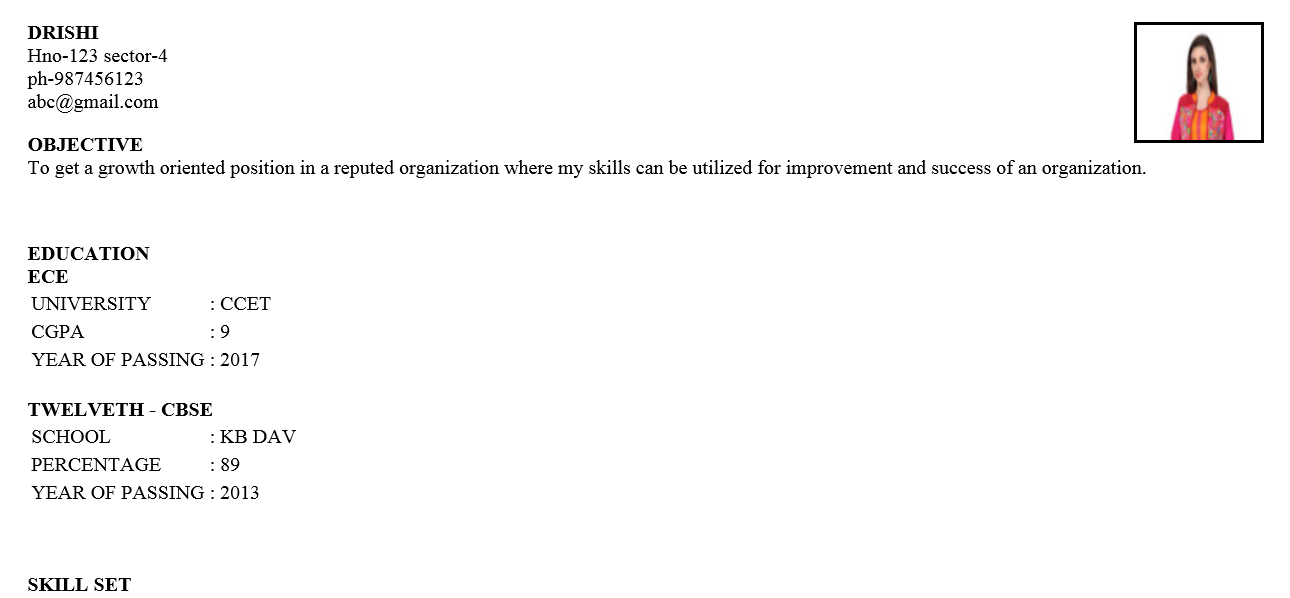 DRISHI
Hno-123 sector-4
ph-987456123
abc@gmail.com
OBJECTIVE
To get a growth oriented position in a reputed organization where my skills can be utilized for improvement and success of an organization.
EDUCATION
ECE
UNIVERSITY : CCET
CGPA : 9
YEAR OF PASSING : 2017
TWELVETH - CBSE
SCHOOL : KB DAV
PERCENTAGE : 89
YEAR OF PASSING : 2013
SKILL SET